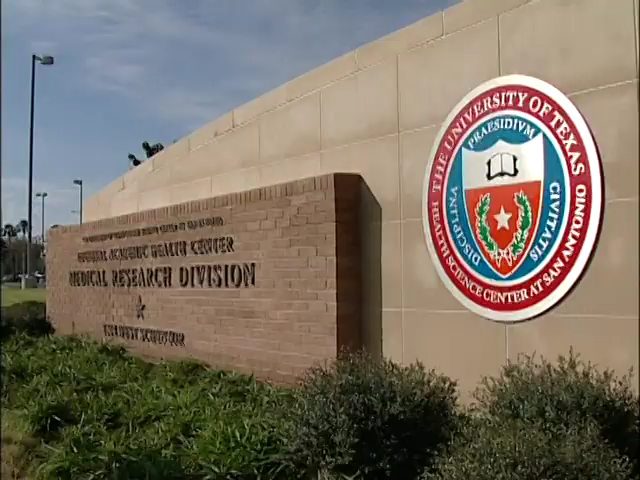 REGIONAL ACADEMIC HEALTH CENTER
MEDICAL RESEARCH DIVISION
THE UNIVERSITY OF TEXAS
HEALTH SCIENCE CENTER AT SAN ANTONIO
PRAESIDIVM
DISCIPLINA
CIVITATIS